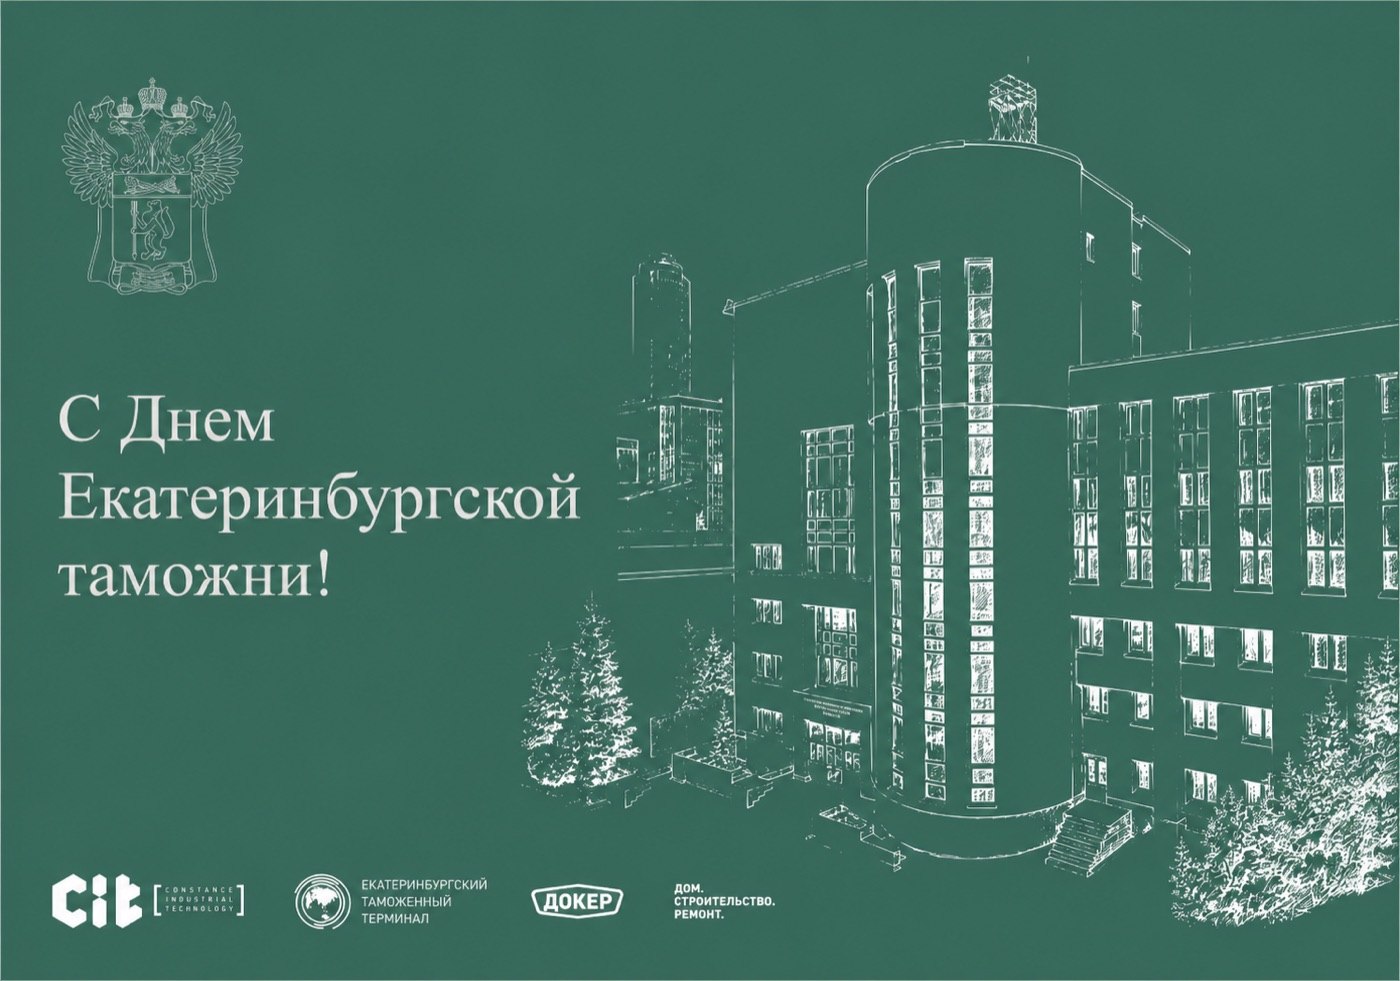 С Днем
Екатеринбургской
таможни!
cit
[CONSTANCE
INDUSTRIAL
TECHNOLOGY]
ЕКАТЕРИНБУРГСКИЙ
ТАМОЖЕННЫЙ
ТЕРМИНАЛ
ДОКЕР
ДОМ.
СТРОИТЕЛЬСТВО.
РЕМОНТ.